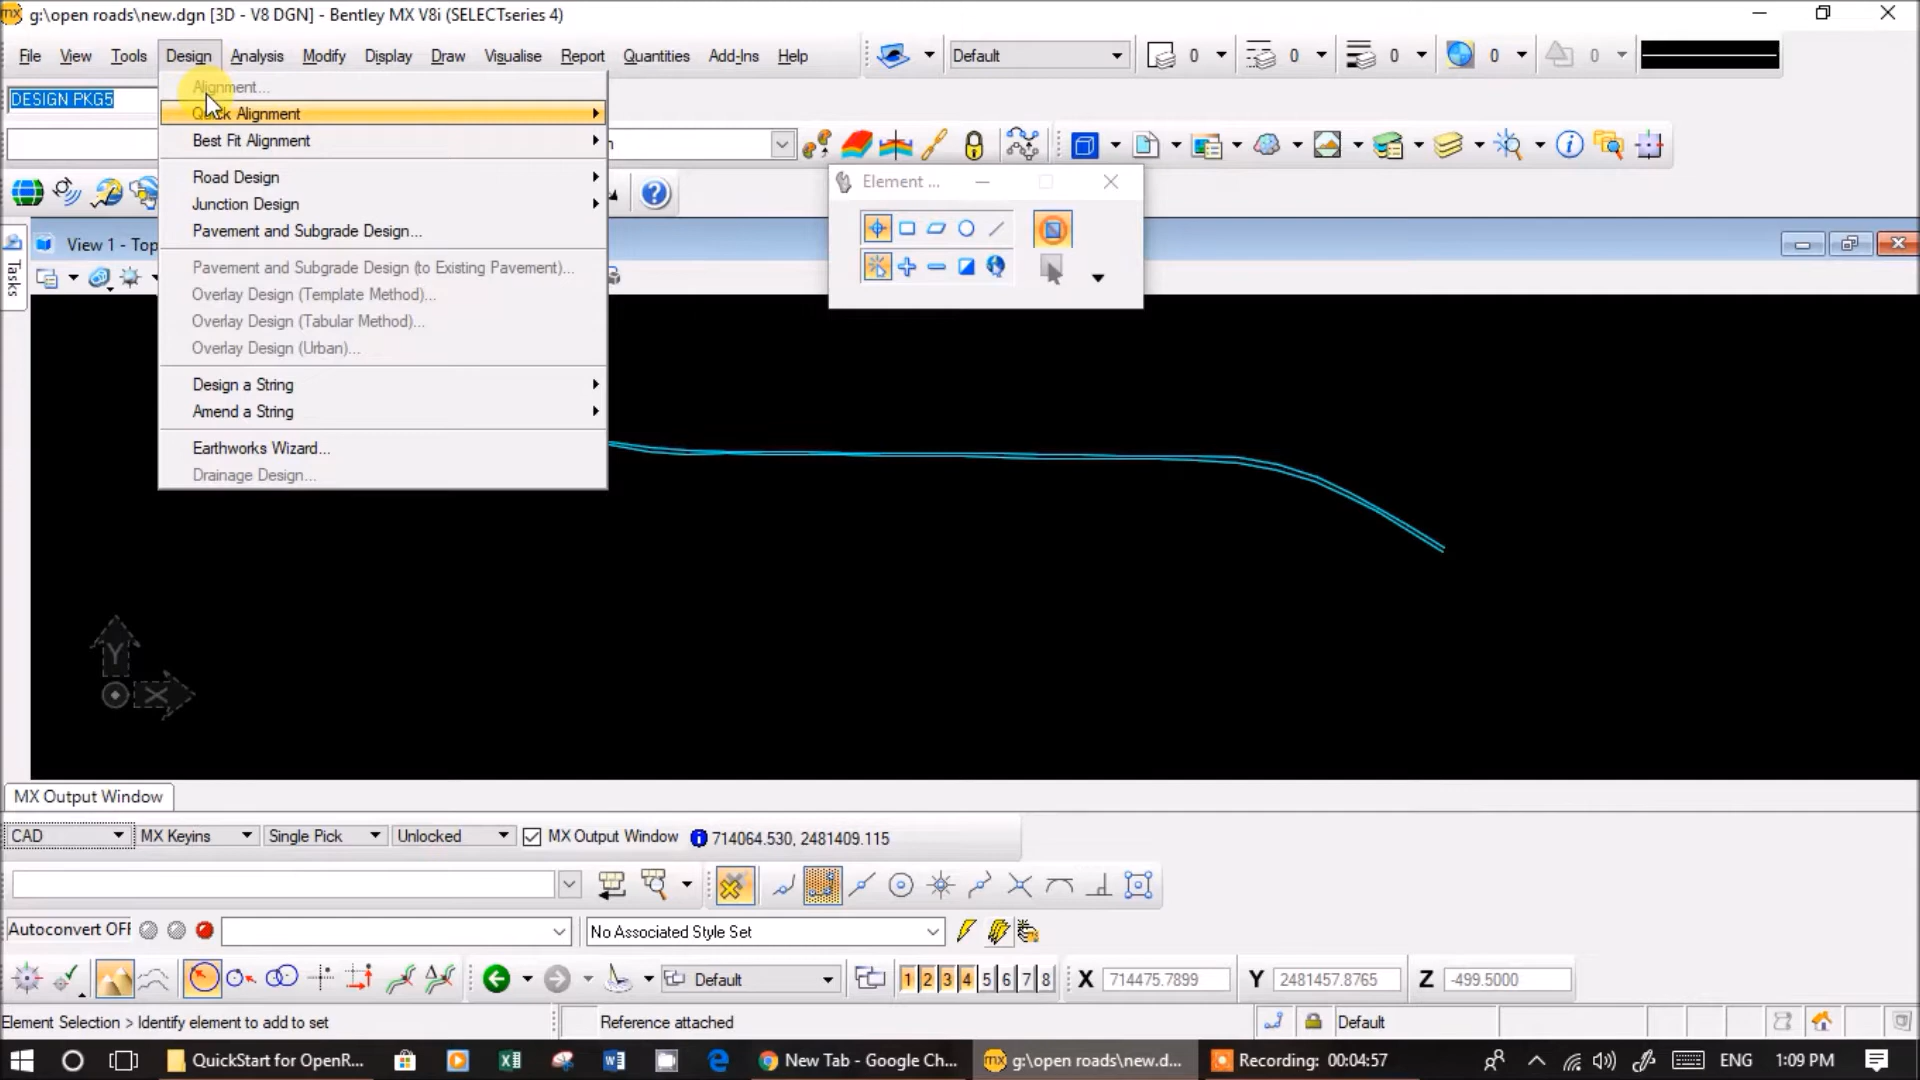 g:\open roads\new.dgn [3D - V8 DGN] - Bentley MX V8i (SELECTseries 4)
File View Tools Design Analysis Modify Display Draw Visualise Report Quantities Add-Ins Help Default 0 0 0 0 0
Alignment...
DESIGN PKG5
Quick Alignment
Best Fit Alignment
Element ...
Road Design
Junction Design
Pavement and Subgrade Design...
View 1 - Top
Tasks
Pavement and Subgrade Design (to Existing Pavement)...
Overlay Design (Template Method)...
Overlay Design (Tabular Method)...
Overlay Design (Urban)...
Design a String
Amend a String
Earthworks Wizard...
Drainage Design...
Y
X
MX Output Window
CAD MX Keyins Single Pick Unlocked MX Output Window 714064.530, 2481409.115
Autoconvert OFF No Associated Style Set
Default 1 2 3 4 5 6 7 8 X 714475.7899 Y 2481457.8765 Z -499.5000
Element Selection > Identify element to add to set Reference attached Default
QuickStart for OpenR... New Tab - Google Ch... mx g:\open roads\new.d... Recording: 00:04:57 ENG 1:09 PM